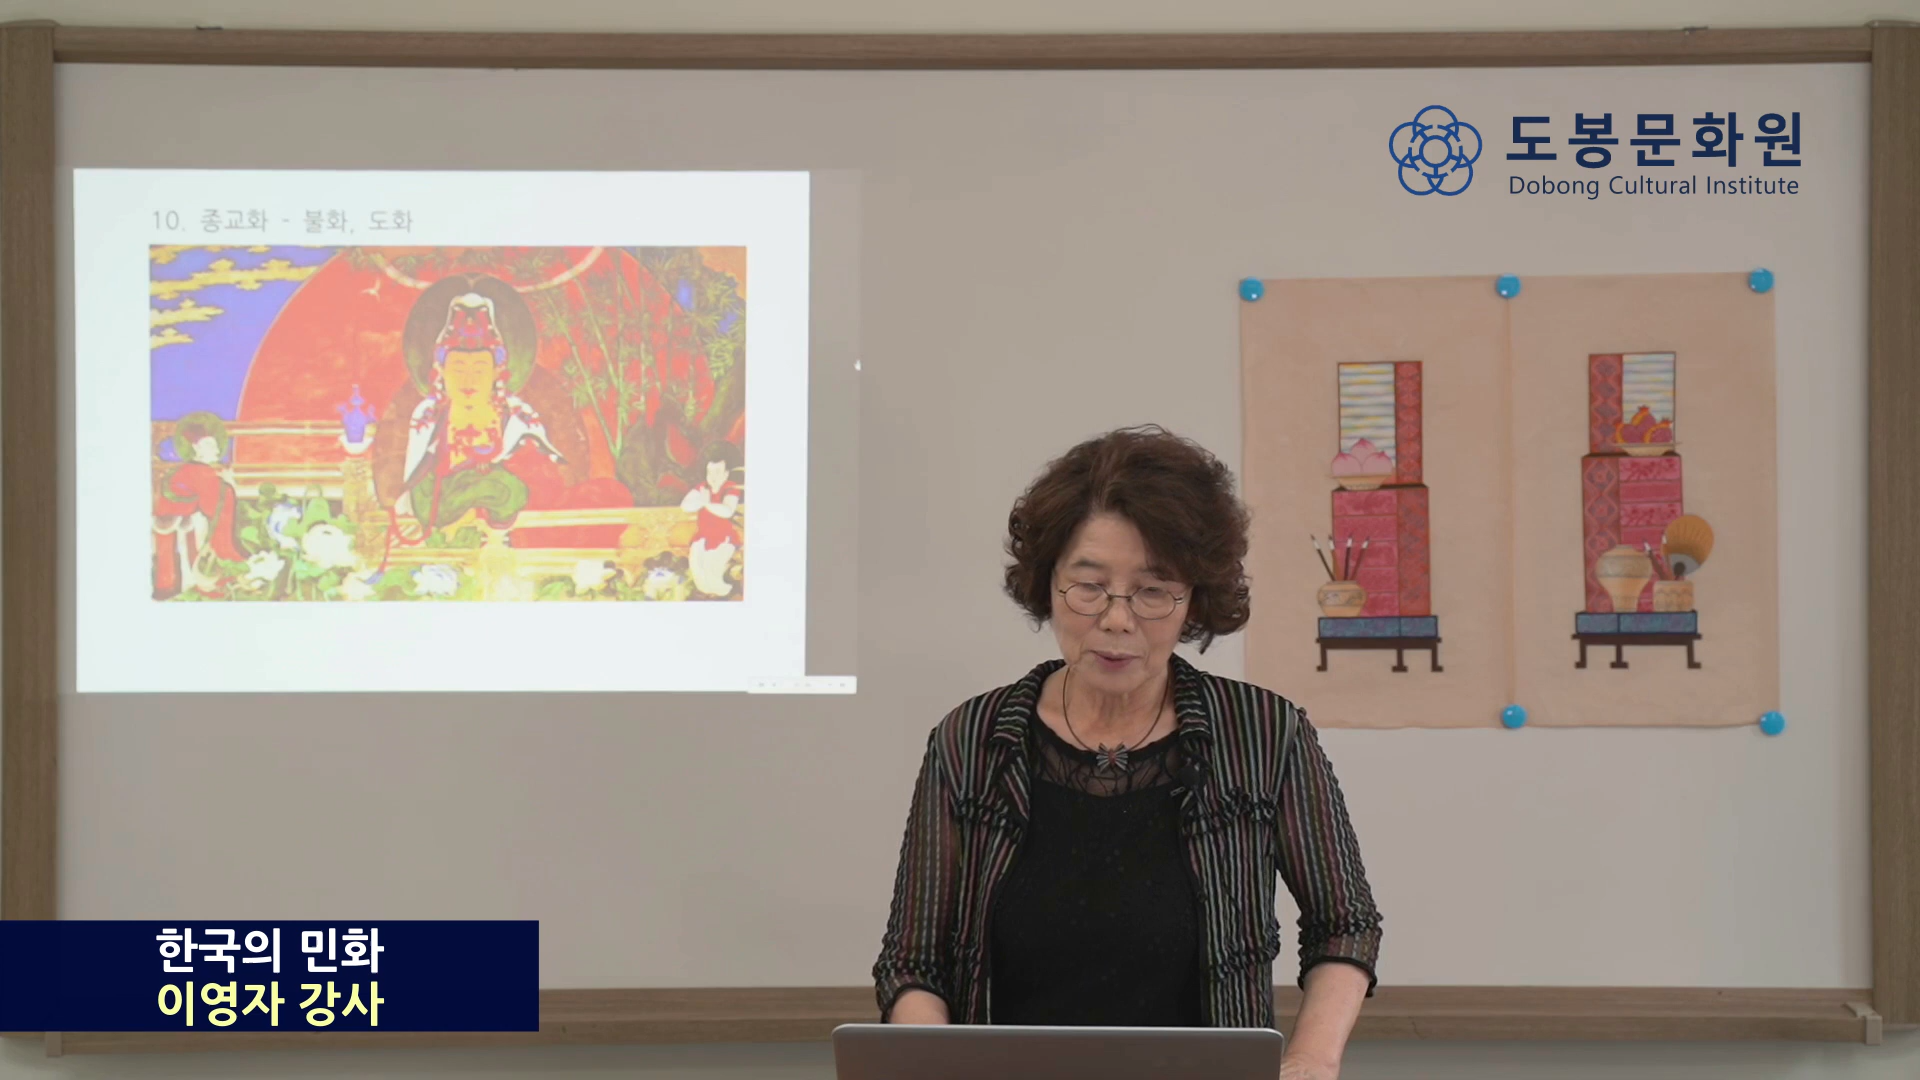 도봉문화원
Dobong Cultural Institute
10. 종교화 - 불화, 도화
한국의 민화
이영자 강사